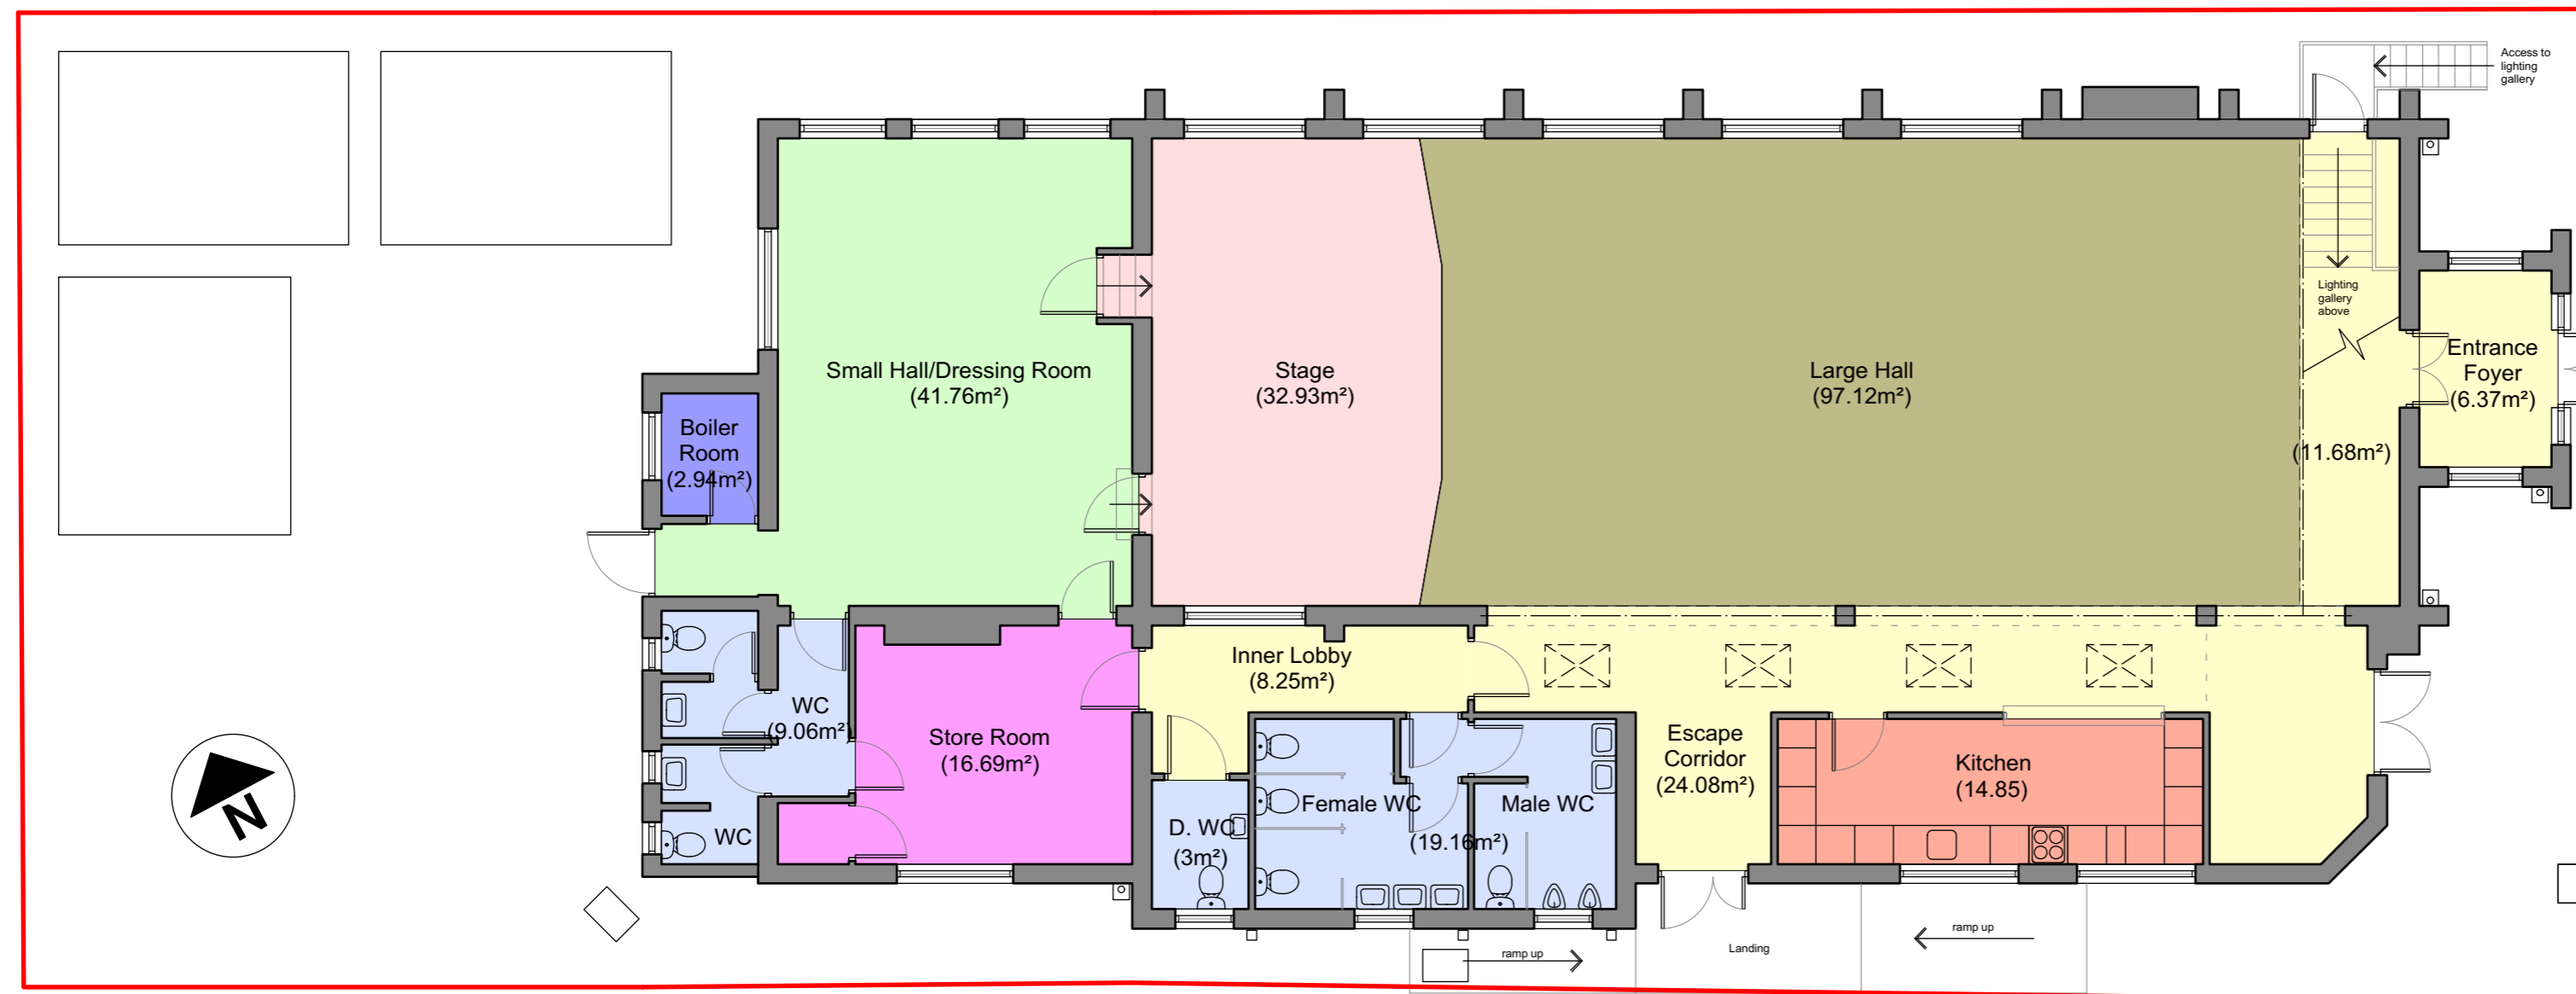 Access to
lighting
gallery
Lighting
gallery
above
Small Hall/Dressing Room
(41.76m²)
Stage
(32.93m²)
Large Hall
(97.12m²)
Entrance
Foyer
(6.37m²)
Boiler
Room
(2.94m²)
(11.68m²)
Inner Lobby
(8.25m²)
WC
(9.06m²)
Store Room
(16.69m²)
Escape
Corridor
(24.08m²)
Kitchen
(14.85)
Female WC
Male WC
(19.16m²)
D. WC
(3m²)
WC
N
ramp up
Landing
ramp up